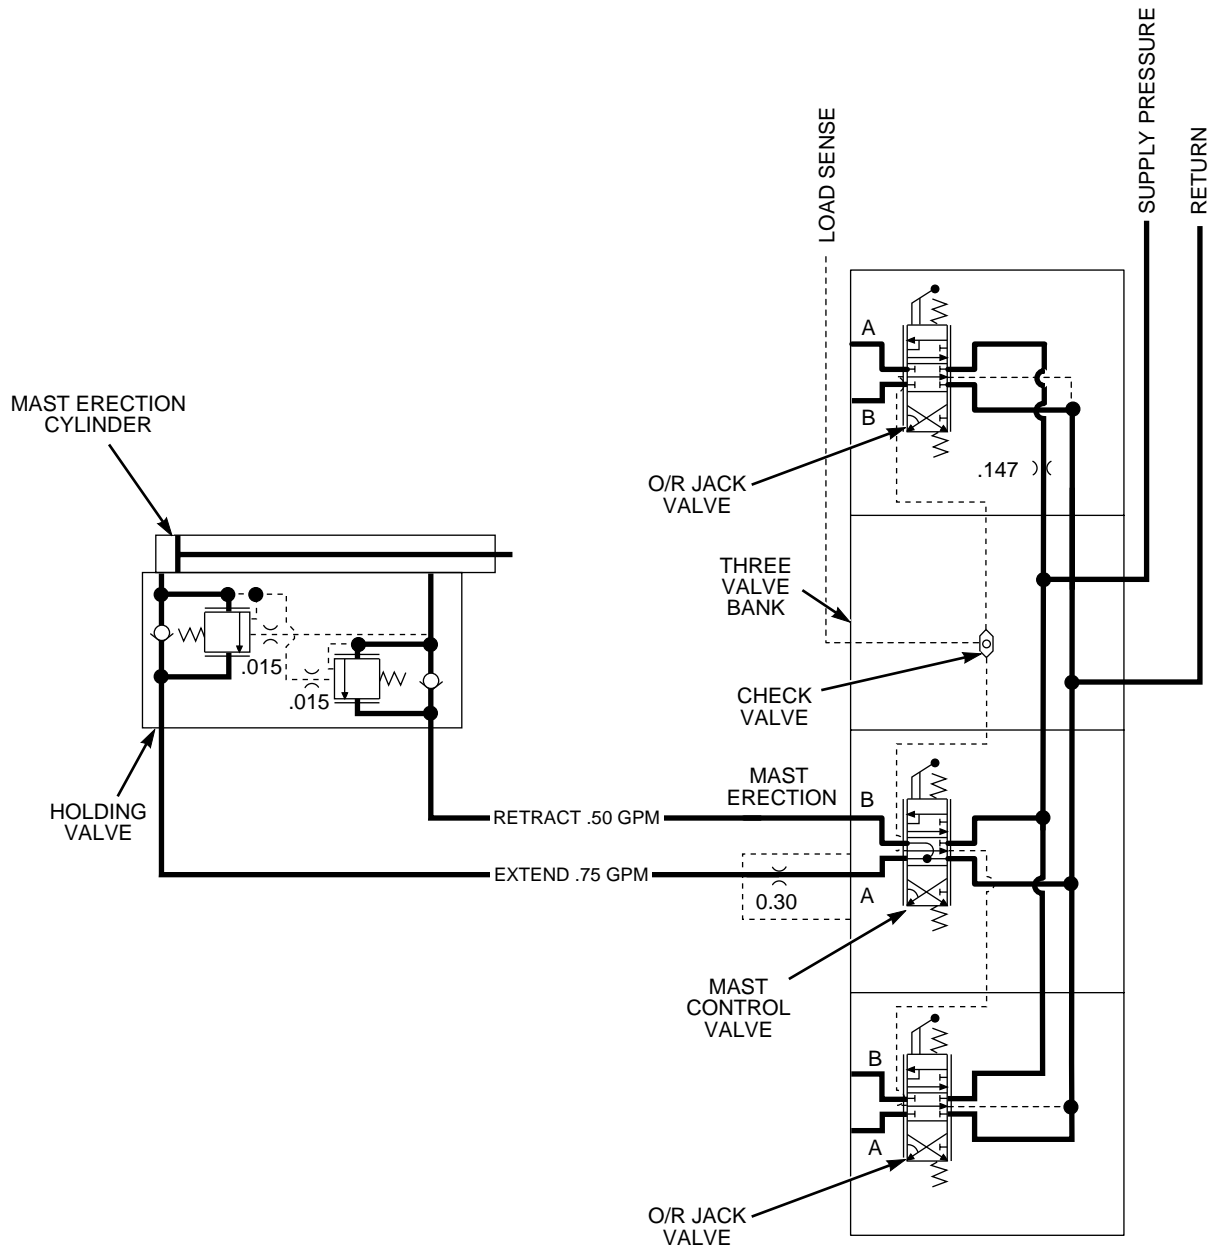 SUPPLY PRESSURE
RETURN
LOAD SENSE
A
B
O/R JACK
VALVE
.147
MAST ERECTION
CYLINDER
THREE
VALVE
BANK
.015
.015
CHECK
VALVE
HOLDING
VALVE
MAST
ERECTION
B
RETRACT .50 GPM
EXTEND .75 GPM
0.30
A
MAST
CONTROL
VALVE
B
A
O/R JACK
VALVE